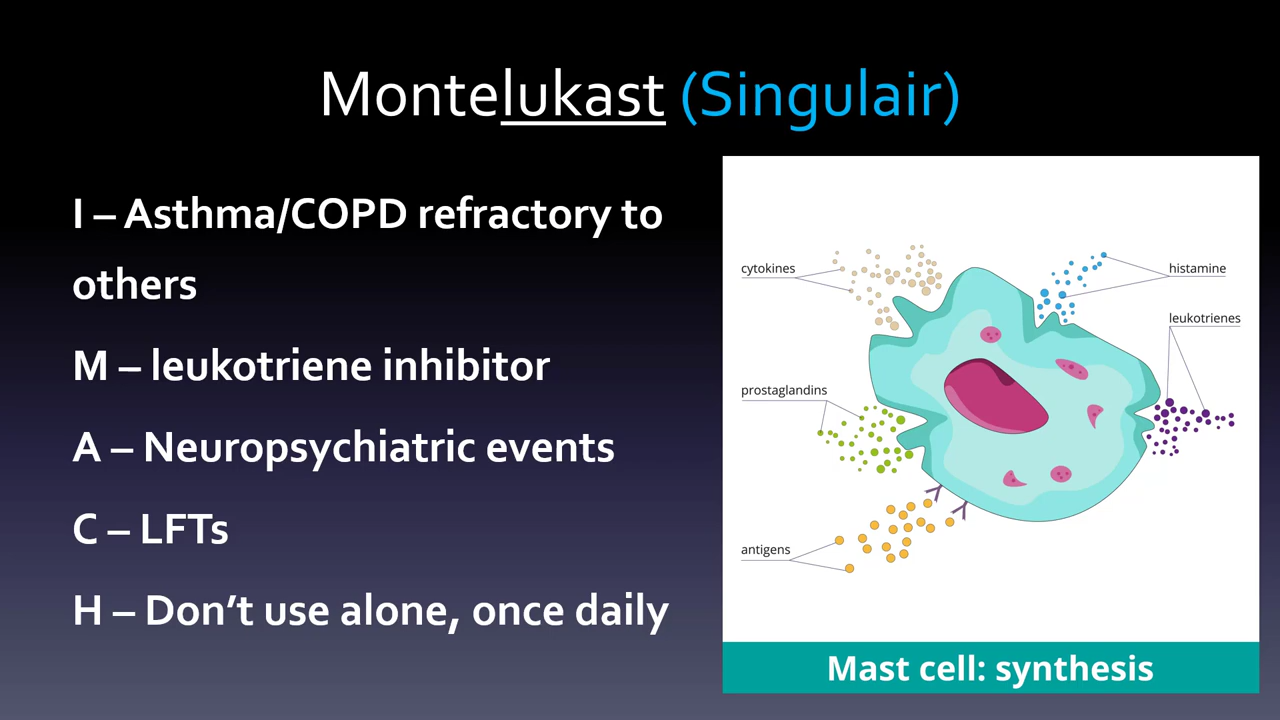 Montelukast (Singulair)
I – Asthma/COPD refractory to
others
M – leukotriene inhibitor
A – Neuropsychiatric events
C – LFTs
H – Don’t use alone, once daily
cytokines
histamine
leukotrienes
prostaglandins
antigens
Mast cell: synthesis